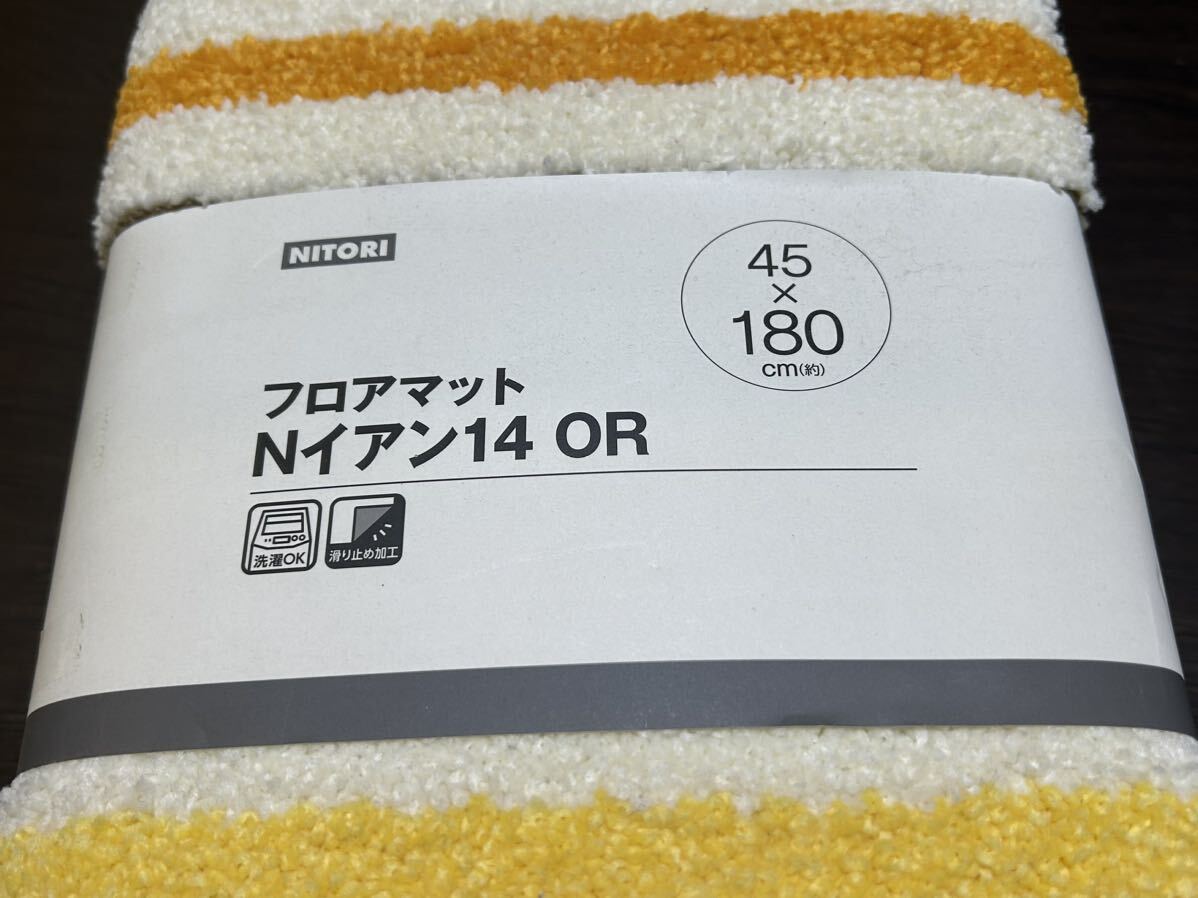 NITORI
45
×
180
cm(約)
フロアマット
Nイアン14 OR
洗濯OK
滑り止め加工